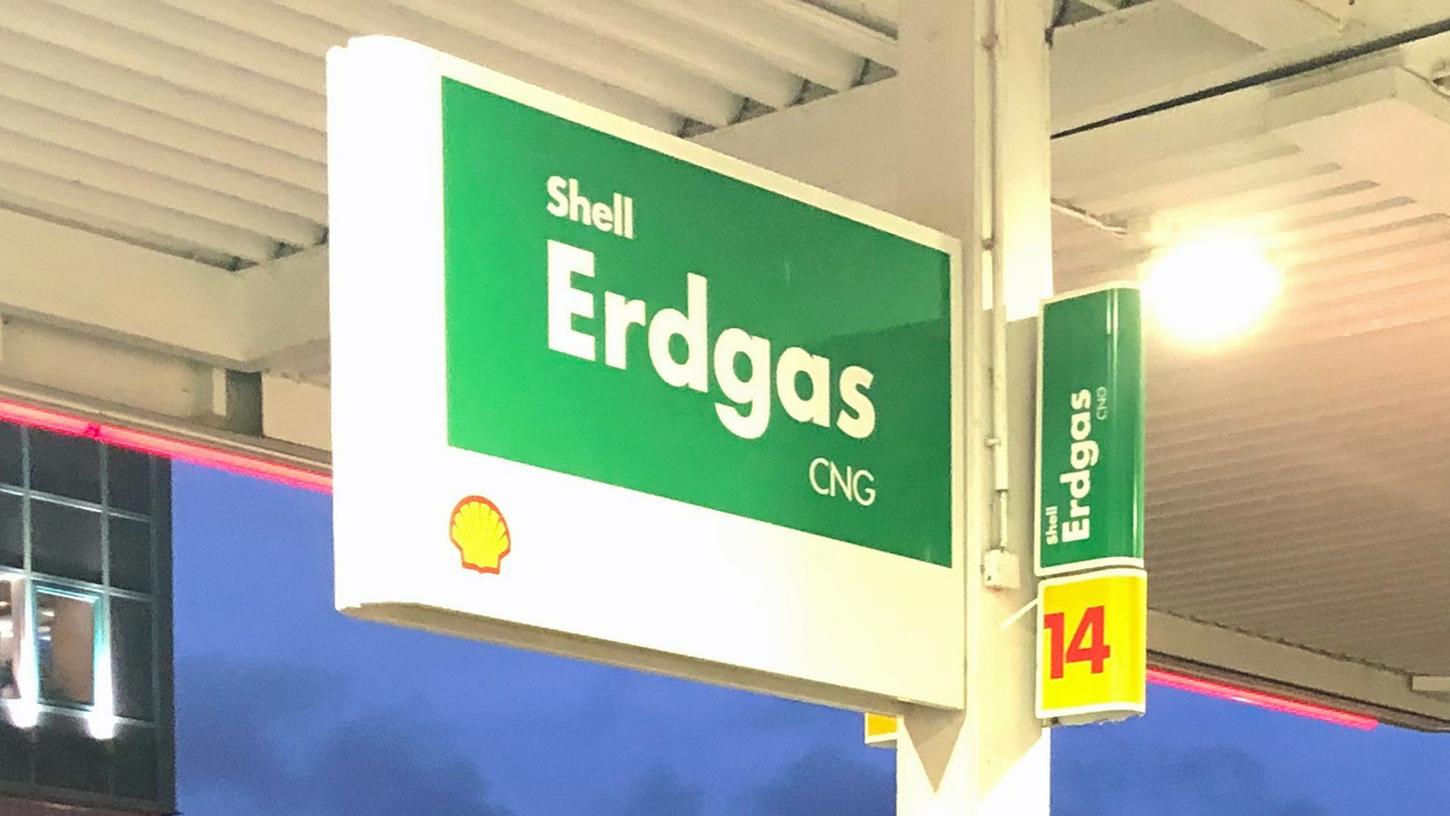 Shell
Erdgas
CNG
Shell
Erdgas
CNG
14